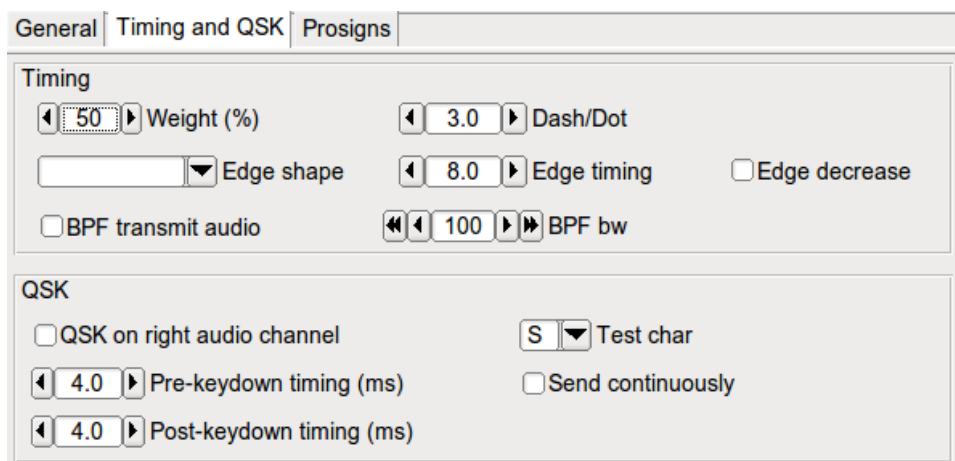 General Timing and QSK Prosigns
Timing
50 Weight (%) 3.0 Dash/Dot
Edge shape 8.0 Edge timing Edge decrease
BPF transmit audio 100 BPF bw
QSK
QSK on right audio channel S Test char
4.0 Pre-keydown timing (ms) Send continuously
4.0 Post-keydown timing (ms)